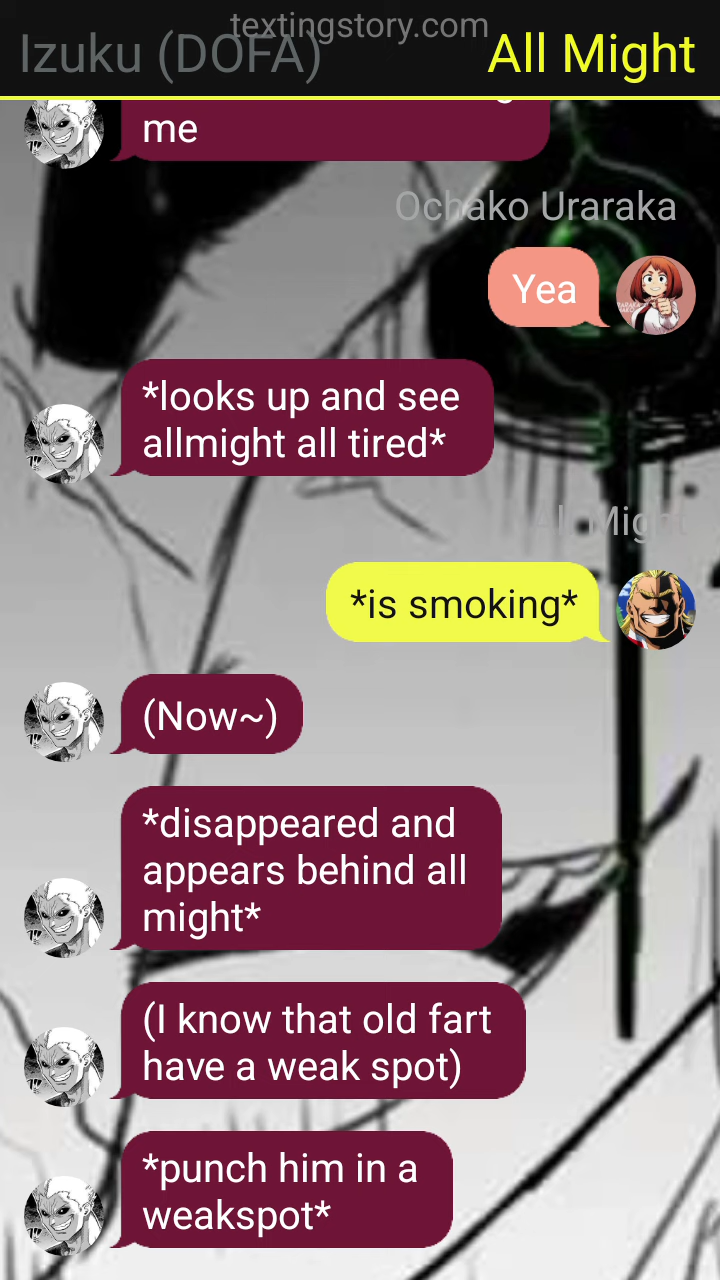 textingstory.com
Izuku (DOFA)
All Might
me
Ochako Uraraka
Yea
*looks up and see
allmight all tired*
All Might
*is smoking*
(Now~)
*disappeared and
appears behind all
might*
(I know that old fart
have a weak spot)
*punch him in a
weakspot*